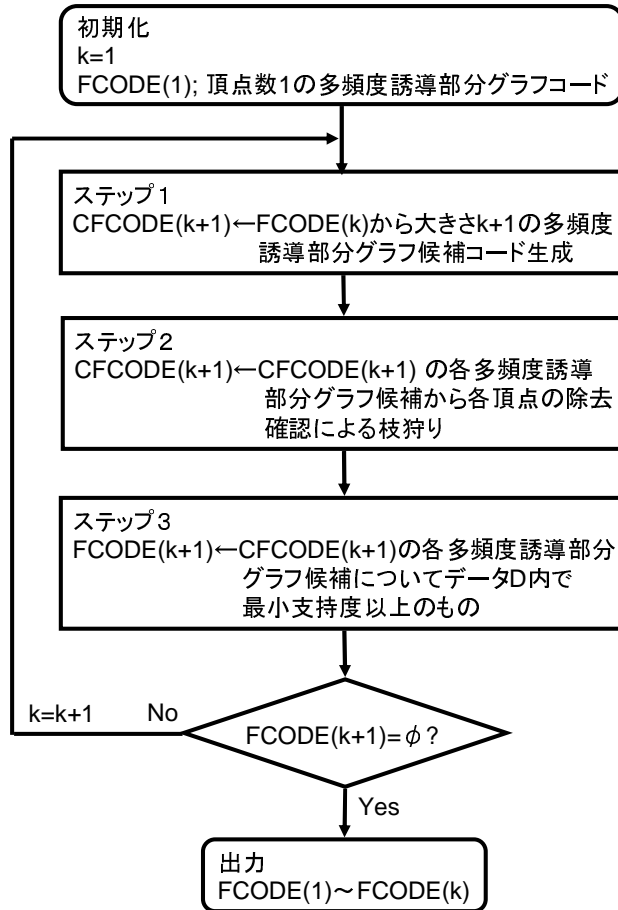 初期化
k=1
FCODE(1); 頂点数1の多頻度誘導部分グラフコード
ステップ1
CFCODE(k+1)←FCODE(k)から大きさk+1の多頻度
誘導部分グラフ候補コード生成
ステップ2
CFCODE(k+1)←CFCODE(k+1) の各多頻度誘導
部分グラフ候補から各頂点の除去
確認による枝狩り
ステップ3
FCODE(k+1)←CFCODE(k+1)の各多頻度誘導部分
グラフ候補についてデータD内で
最小支持度以上のもの
k=k+1 No
FCODE(k+1)=φ?
Yes
出力
FCODE(1)～FCODE(k)